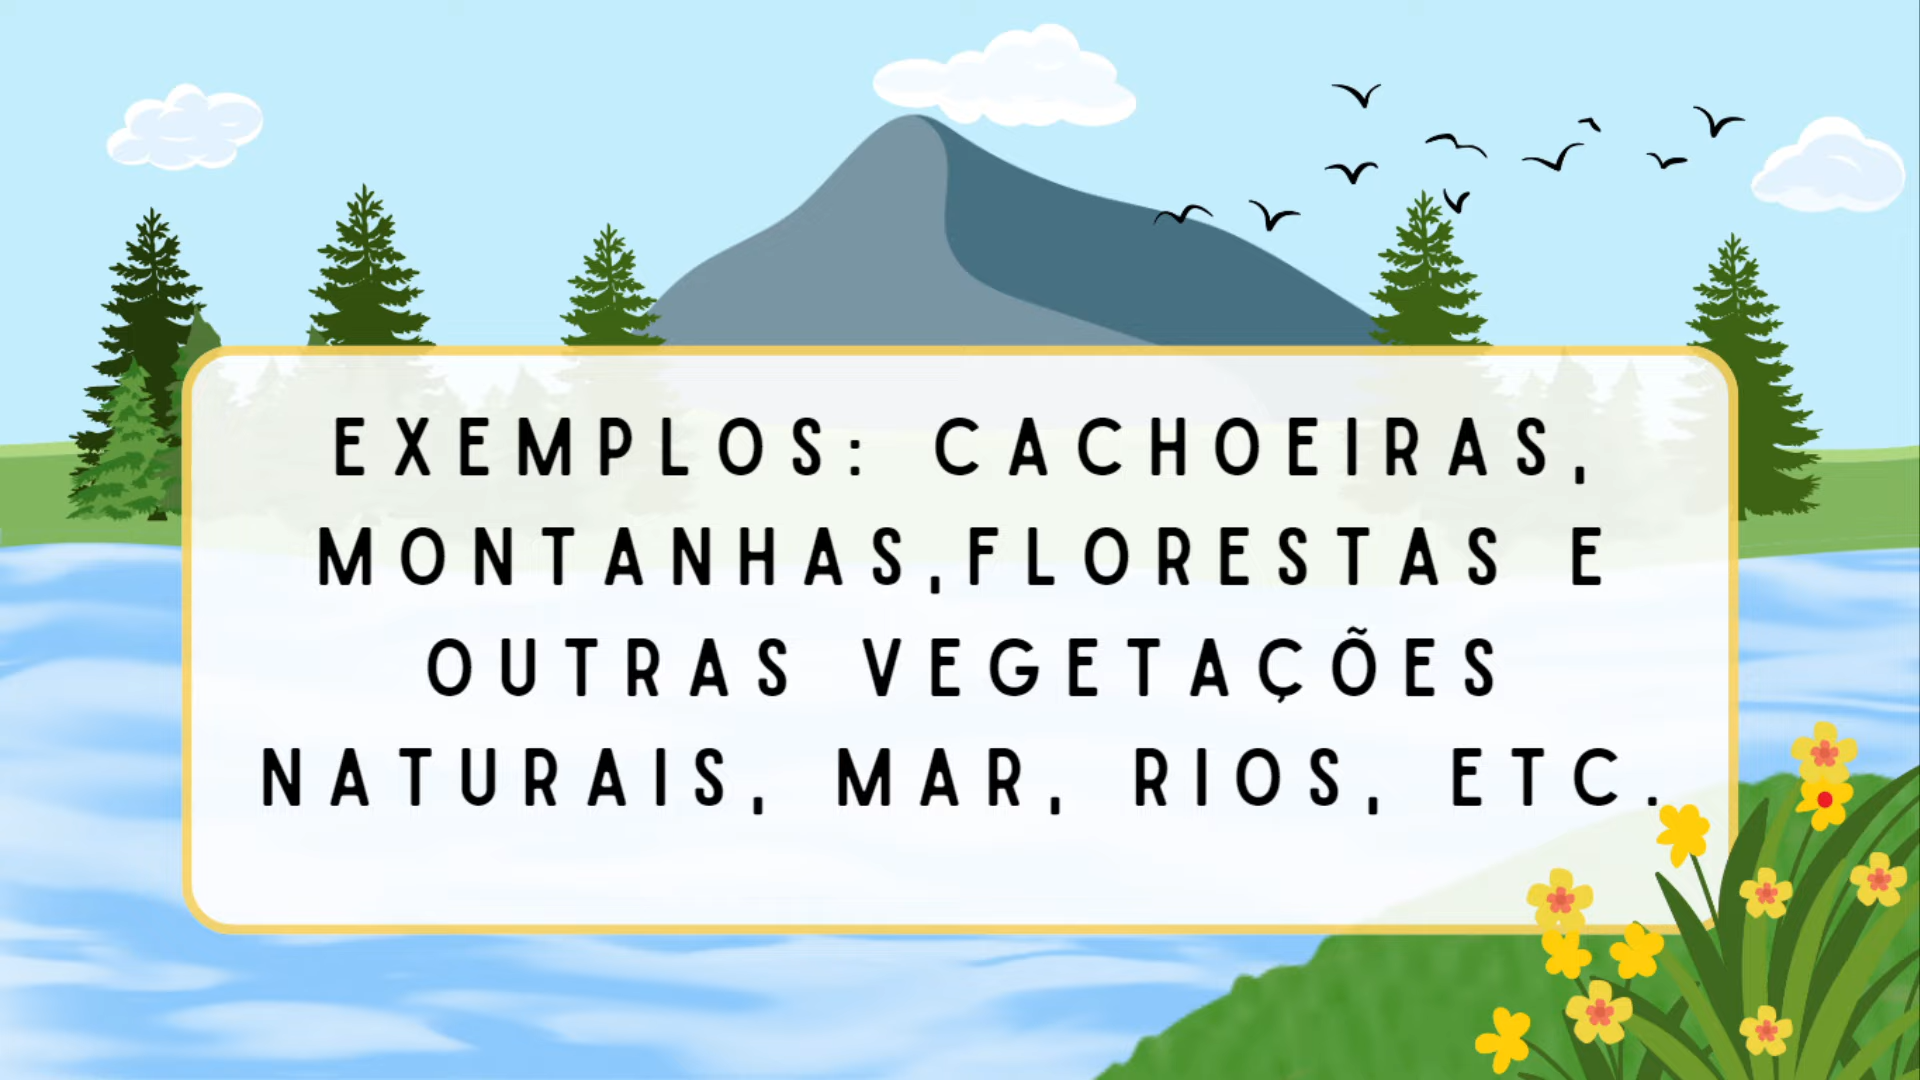 EXEMPLOS: CACHOEIRAS,
MONTANHAS,FLORESTAS E
OUTRAS VEGETAÇÕES
NATURAIS, MAR, RIOS, ETC.